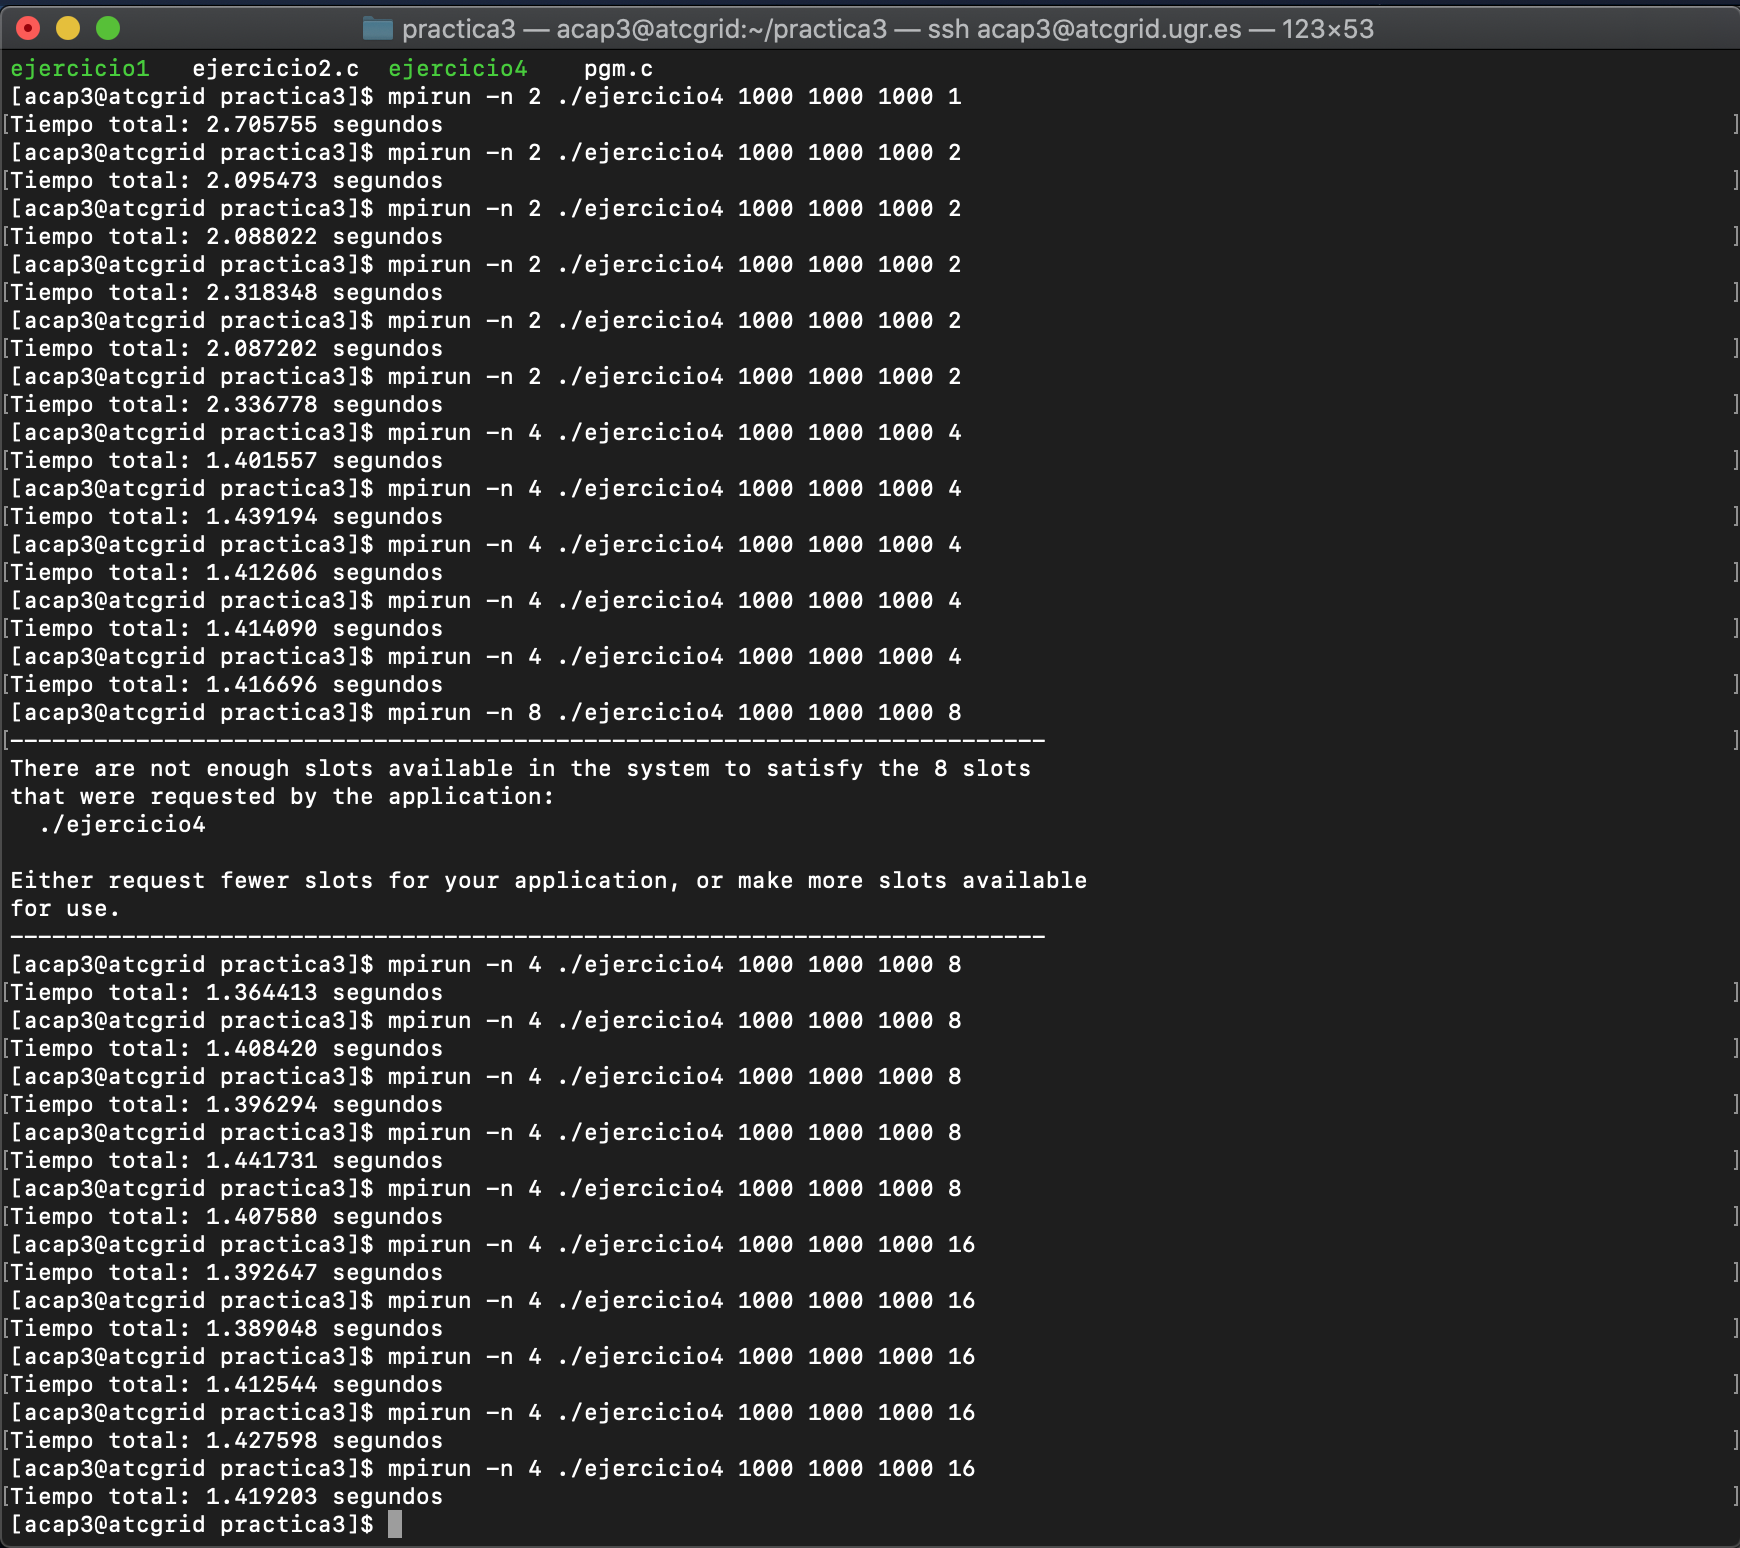 practica3 — acap3@atcgrid:~/practica3 — ssh acap3@atcgrid.ugr.es — 123×53
ejercicio1   ejercicio2.c  ejercicio4    pgm.c
[acap3@atcgrid practica3]$ mpirun -n 2 ./ejercicio4 1000 1000 1000 1
[Tiempo total: 2.705755 segundos ]
[acap3@atcgrid practica3]$ mpirun -n 2 ./ejercicio4 1000 1000 1000 2
[Tiempo total: 2.095473 segundos ]
[acap3@atcgrid practica3]$ mpirun -n 2 ./ejercicio4 1000 1000 1000 2
[Tiempo total: 2.088022 segundos ]
[acap3@atcgrid practica3]$ mpirun -n 2 ./ejercicio4 1000 1000 1000 2
[Tiempo total: 2.318348 segundos ]
[acap3@atcgrid practica3]$ mpirun -n 2 ./ejercicio4 1000 1000 1000 2
[Tiempo total: 2.087202 segundos ]
[acap3@atcgrid practica3]$ mpirun -n 2 ./ejercicio4 1000 1000 1000 2
[Tiempo total: 2.336778 segundos ]
[acap3@atcgrid practica3]$ mpirun -n 4 ./ejercicio4 1000 1000 1000 4
[Tiempo total: 1.401557 segundos ]
[acap3@atcgrid practica3]$ mpirun -n 4 ./ejercicio4 1000 1000 1000 4
[Tiempo total: 1.439194 segundos ]
[acap3@atcgrid practica3]$ mpirun -n 4 ./ejercicio4 1000 1000 1000 4
[Tiempo total: 1.412606 segundos ]
[acap3@atcgrid practica3]$ mpirun -n 4 ./ejercicio4 1000 1000 1000 4
[Tiempo total: 1.414090 segundos ]
[acap3@atcgrid practica3]$ mpirun -n 4 ./ejercicio4 1000 1000 1000 4
[Tiempo total: 1.416696 segundos ]
[acap3@atcgrid practica3]$ mpirun -n 8 ./ejercicio4 1000 1000 1000 8
[-------------------------------------------------------------------------- ]
There are not enough slots available in the system to satisfy the 8 slots
that were requested by the application:
  ./ejercicio4

Either request fewer slots for your application, or make more slots available
for use.
--------------------------------------------------------------------------
[acap3@atcgrid practica3]$ mpirun -n 4 ./ejercicio4 1000 1000 1000 8
[Tiempo total: 1.364413 segundos ]
[acap3@atcgrid practica3]$ mpirun -n 4 ./ejercicio4 1000 1000 1000 8
[Tiempo total: 1.408420 segundos ]
[acap3@atcgrid practica3]$ mpirun -n 4 ./ejercicio4 1000 1000 1000 8
[Tiempo total: 1.396294 segundos ]
[acap3@atcgrid practica3]$ mpirun -n 4 ./ejercicio4 1000 1000 1000 8
[Tiempo total: 1.441731 segundos ]
[acap3@atcgrid practica3]$ mpirun -n 4 ./ejercicio4 1000 1000 1000 8
[Tiempo total: 1.407580 segundos ]
[acap3@atcgrid practica3]$ mpirun -n 4 ./ejercicio4 1000 1000 1000 16
[Tiempo total: 1.392647 segundos ]
[acap3@atcgrid practica3]$ mpirun -n 4 ./ejercicio4 1000 1000 1000 16
[Tiempo total: 1.389048 segundos ]
[acap3@atcgrid practica3]$ mpirun -n 4 ./ejercicio4 1000 1000 1000 16
[Tiempo total: 1.412544 segundos ]
[acap3@atcgrid practica3]$ mpirun -n 4 ./ejercicio4 1000 1000 1000 16
[Tiempo total: 1.427598 segundos ]
[acap3@atcgrid practica3]$ mpirun -n 4 ./ejercicio4 1000 1000 1000 16
[Tiempo total: 1.419203 segundos ]
[acap3@atcgrid practica3]$